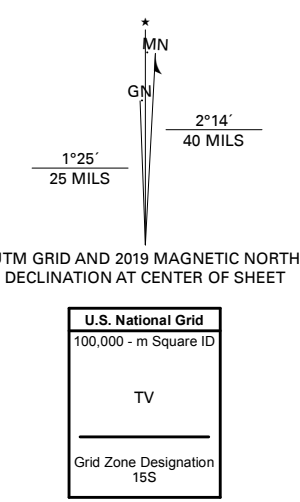 ★
MN
GN
2°14´
40 MILS
1°25´
25 MILS
UTM GRID AND 2019 MAGNETIC NORTH
DECLINATION AT CENTER OF SHEET
U.S. National Grid
100,000 - m Square ID
TV
Grid Zone Designation
15S